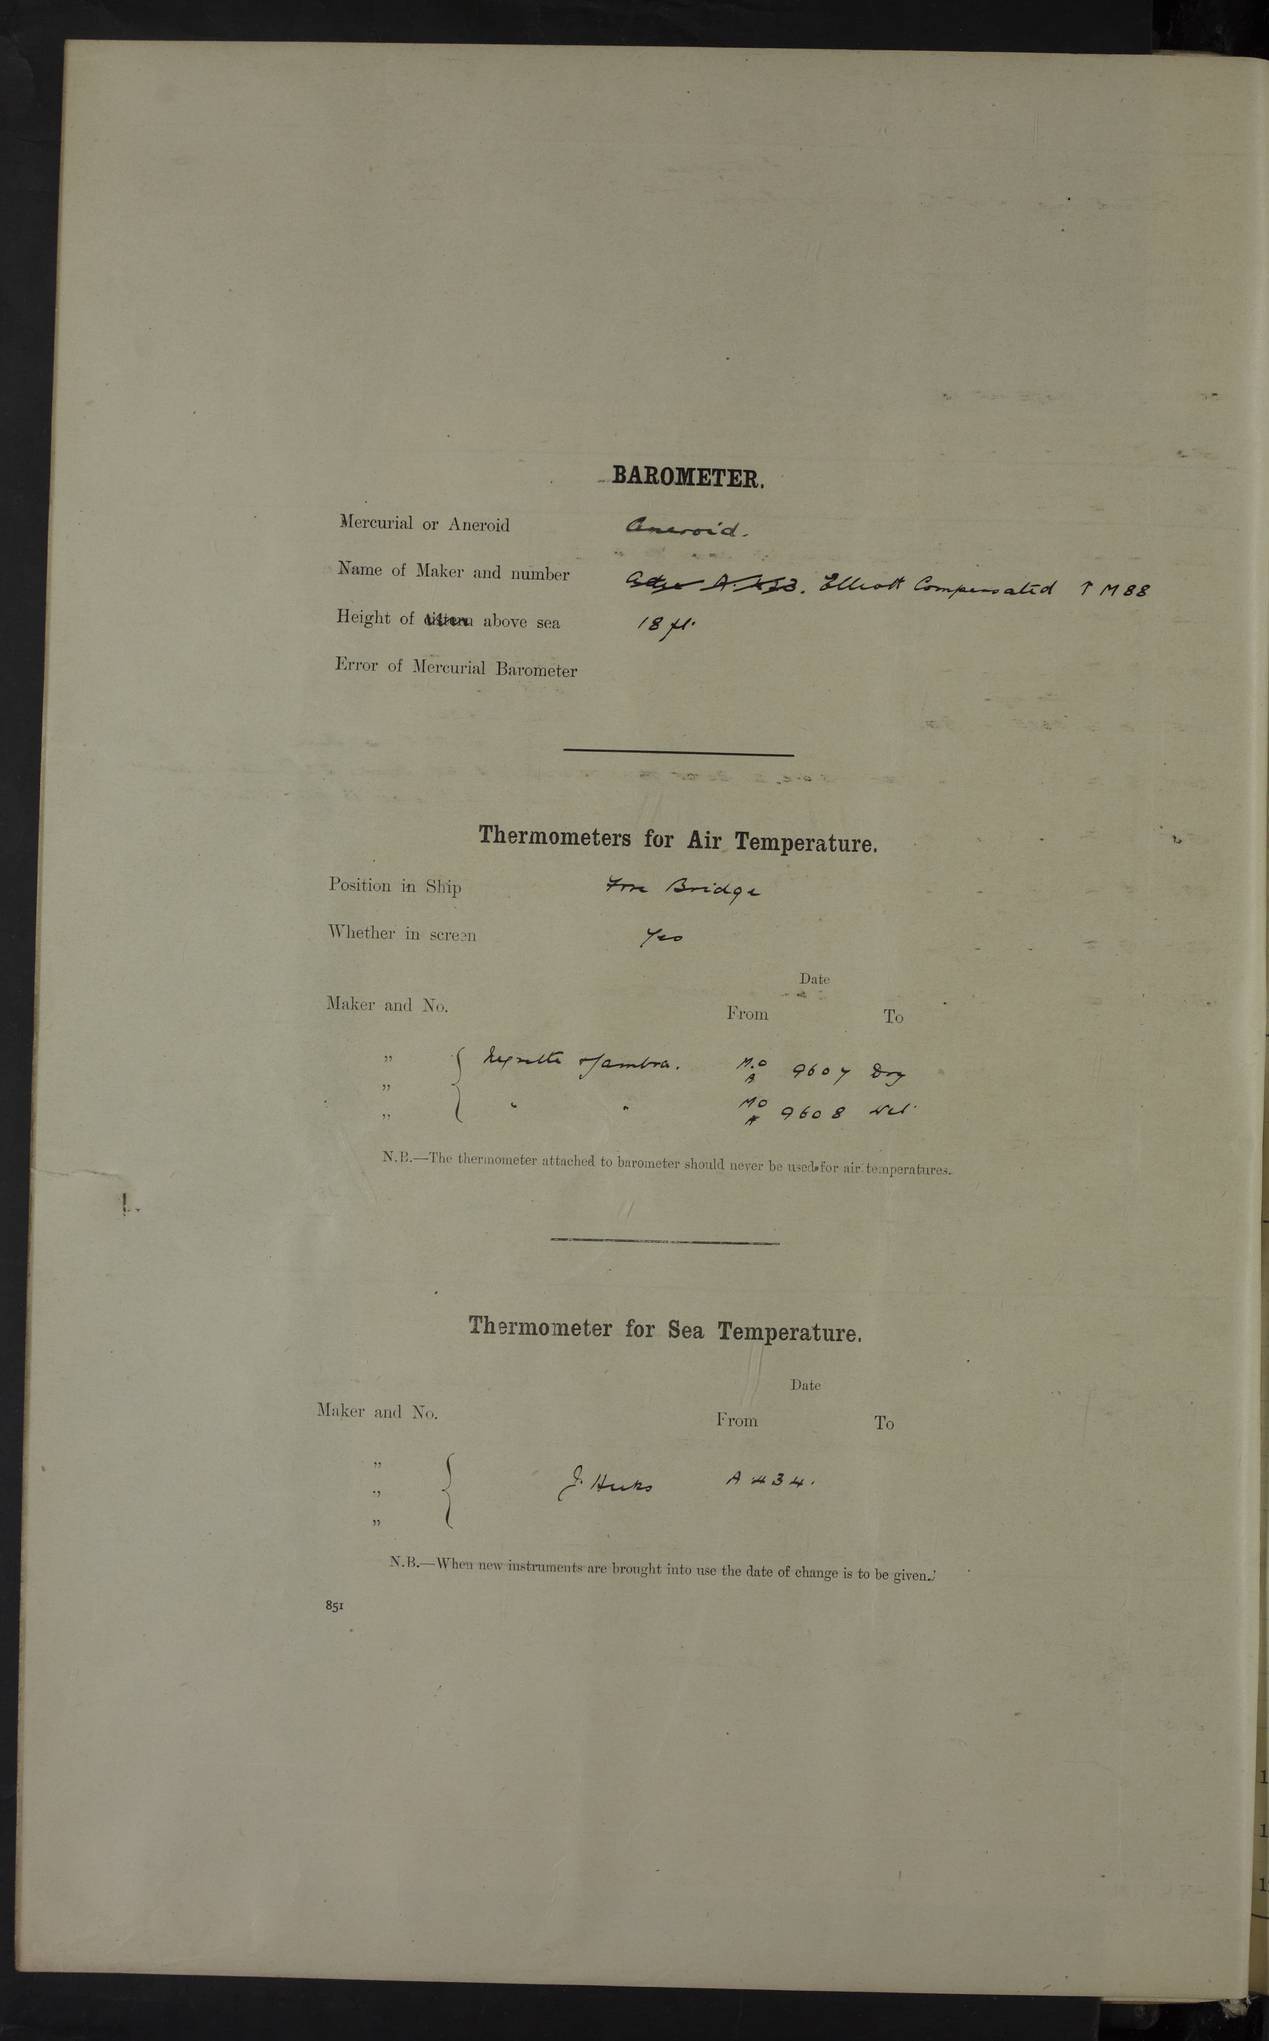 BAROMETER.
Mercurial or Aneroid Aneroid.
Name of Maker and number Elliott Compensated ↑ M 88
Height of cistern above sea 18 ft.
Error of Mercurial Barometer
Thermometers for Air Temperature.
Position in Ship Fore Bridge
Whether in screen Yes
Date
Maker and No. From To
„ Negretti & Zambra. M.O A 9607 Dry
„
„ " " M O A 9608 Wet.
N.B.—The thermometer attached to barometer should never be used for air temperatures.
Thermometer for Sea Temperature.
Date
Maker and No. From To
„
„ J. Hicks A 434.
„
N.B.—When new instruments are brought into use the date of change is to be given.
851